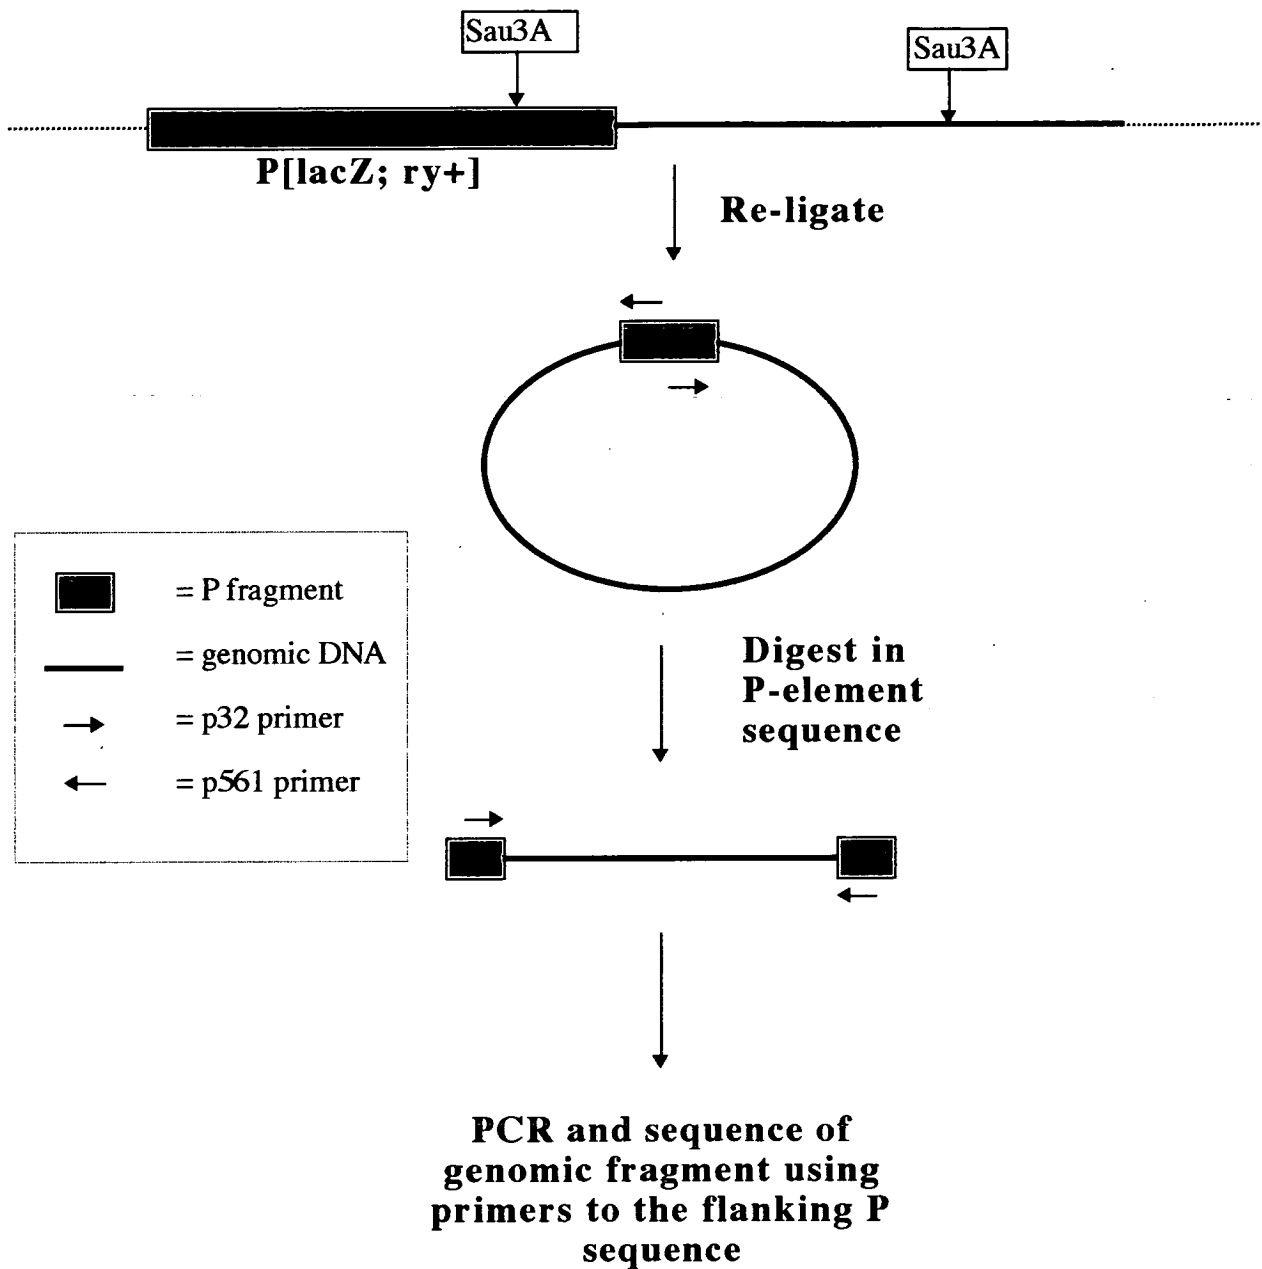 Sau3A
Sau3A
P[lacZ; ry+]
Re-ligate
= P fragment
= genomic DNA
= p32 primer
= p561 primer
Digest in
P-element
sequence
PCR and sequence of
genomic fragment using
primers to the flanking P
sequence